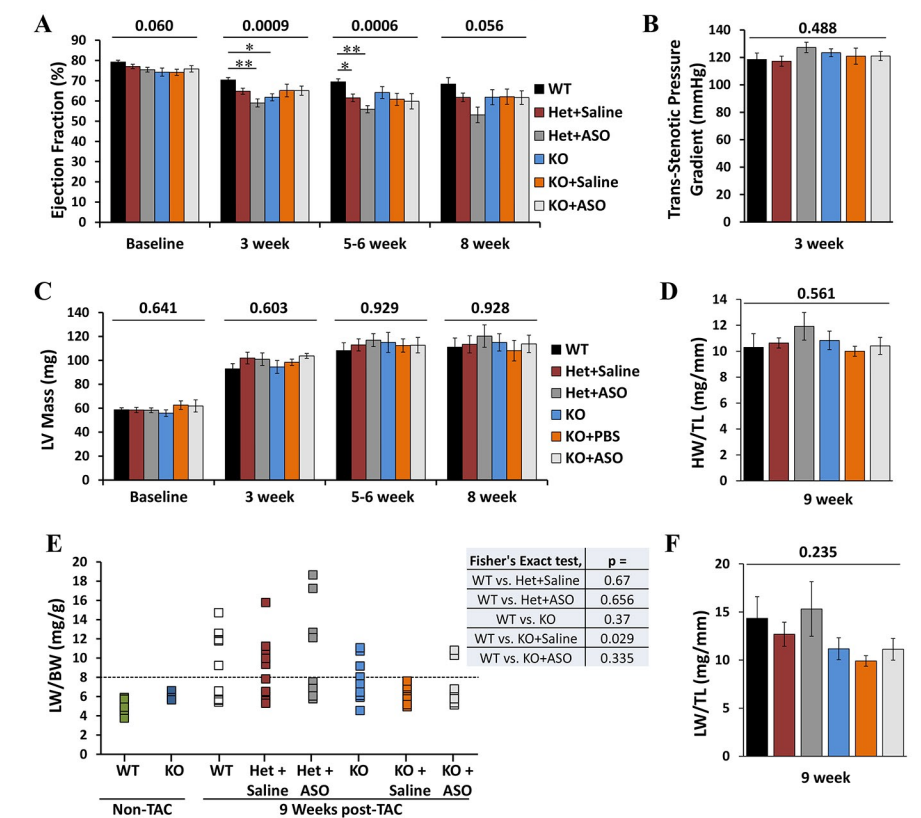 A
0.060 0.0009 0.0006 0.056
Ejection Fraction (%)
90
80
70
60
50
40
30
20
10
0
*
**
**
*
WT
Het+Saline
Het+ASO
KO
KO+Saline
KO+ASO
Baseline 3 week 5-6 week 8 week
B
0.488
Trans-Stenotic Pressure
Gradient (mmHg)
140
120
100
80
60
40
20
0
3 week
C
0.641 0.603 0.929 0.928
LV Mass (mg)
140
120
100
80
60
40
20
0
WT
Het+Saline
Het+ASO
KO
KO+PBS
KO+ASO
Baseline 3 week 5-6 week 8 week
D
0.561
HW/TL (mg/mm)
14
12
10
8
6
4
2
0
9 week
E
LW/BW (mg/g)
20
18
16
14
12
10
8
6
4
2
0
Fisher's Exact test, p =
WT vs. Het+Saline 0.67
WT vs. Het+ASO 0.656
WT vs. KO 0.37
WT vs. KO+Saline 0.029
WT vs. KO+ASO 0.335
WT KO WT Het + Het + KO KO + KO +
Saline ASO Saline ASO
Non-TAC 9 Weeks post-TAC
F
0.235
LW/TL (mg/mm)
20
15
10
5
0
9 week